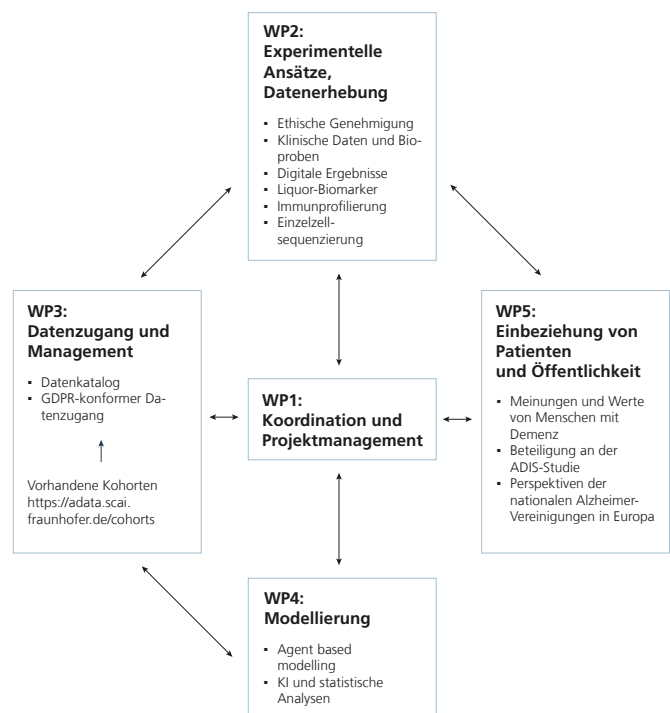 WP2:
Experimentelle
Ansätze,
Datenerhebung
▪ Ethische Genehmigung
▪ Klinische Daten und Bio-
proben
▪ Digitale Ergebnisse
▪ Liquor-Biomarker
▪ Immunprofilierung
▪ Einzelzell-
sequenzierung
WP3:
Datenzugang und
Management
▪ Datenkatalog
▪ GDPR-konformer Da-
tenzugang
Vorhandene Kohorten
https://adata.scai.
fraunhofer.de/cohorts
WP1:
Koordination und
Projektmanagement
WP5:
Einbeziehung von
Patienten
und Öffentlichkeit
▪ Meinungen und Werte
von Menschen mit
Demenz
▪ Beteiligung an der
ADIS-Studie
▪ Perspektiven der
nationalen Alzheimer-
Vereinigungen in Europa
WP4:
Modellierung
▪ Agent based
modelling
▪ KI und statistische
Analysen